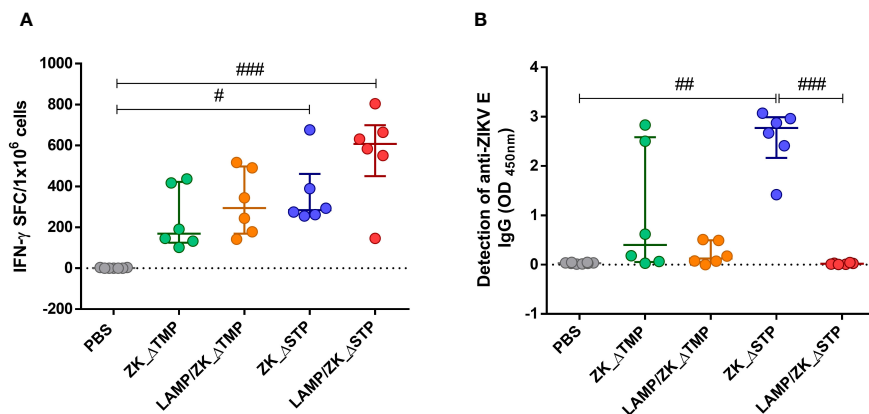 A
IFN-γ SFC/1x10⁶ cells
1000
800
600
400
200
0
-200
###
#
PBS
ZK_ΔTMP
LAMP/ZK_ΔTMP
ZK_ΔSTP
LAMP/ZK_ΔSTP
B
Detection of anti-ZIKV E
IgG (OD 450nm)
4
3
2
1
0
-1
##
###
PBS
ZK_ΔTMP
LAMP/ZK_ΔTMP
ZK_ΔSTP
LAMP/ZK_ΔSTP